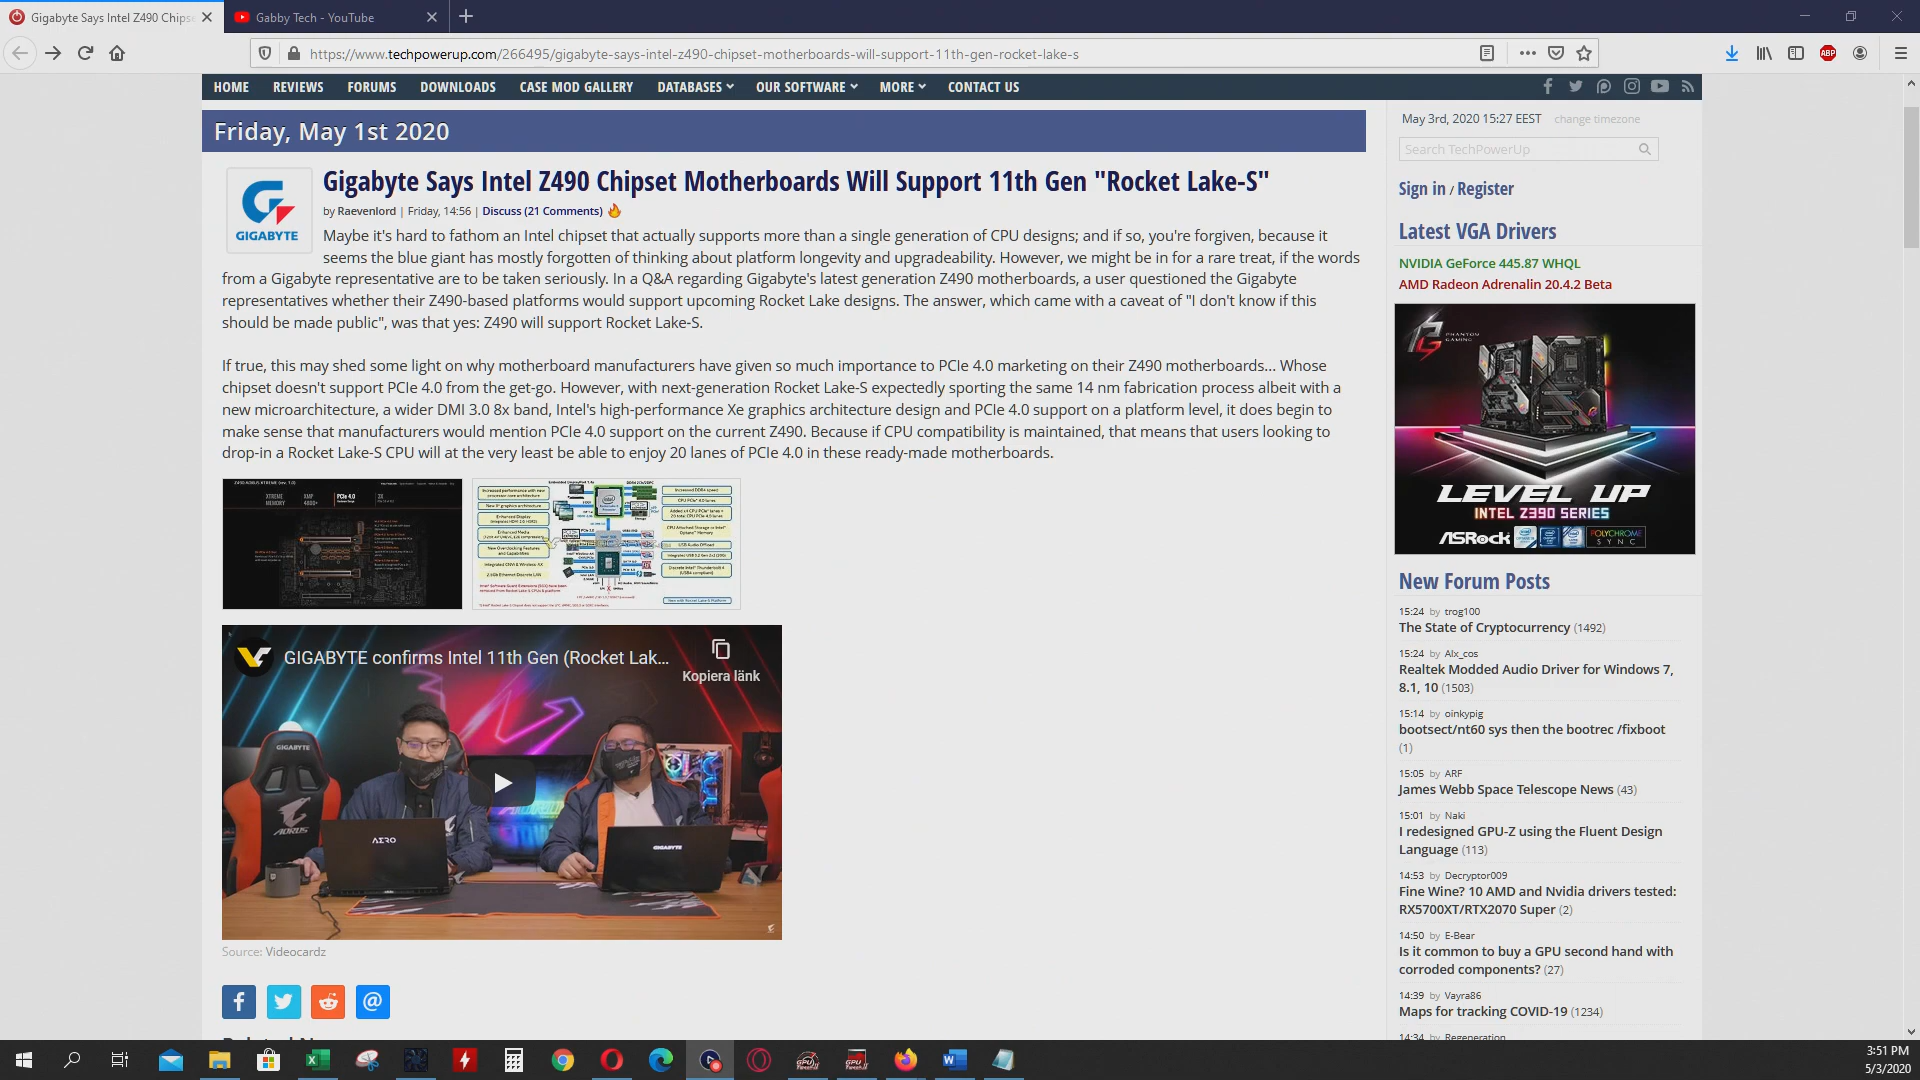 Gigabyte Says Intel Z490 Chips
Gabby Tech - YouTube
https://www.techpowerup.com/266495/gigabyte-says-intel-z490-chipset-motherboards-will-support-11th-gen-rocket-lake-s
ABP
HOME REVIEWS FORUMS DOWNLOADS CASE MOD GALLERY DATABASES OUR SOFTWARE MORE CONTACT US
Friday, May 1st 2020
GIGABYTE
Gigabyte Says Intel Z490 Chipset Motherboards Will Support 11th Gen "Rocket Lake-S"
by Raevenlord | Friday, 14:56 | Discuss (21 Comments)
Maybe it's hard to fathom an Intel chipset that actually supports more than a single generation of CPU designs; and if so, you're forgiven, because it
seems the blue giant has mostly forgotten of thinking about platform longevity and upgradeability. However, we might be in for a rare treat, if the words
from a Gigabyte representative are to be taken seriously. In a Q&A regarding Gigabyte's latest generation Z490 motherboards, a user questioned the Gigabyte
representatives whether their Z490-based platforms would support upcoming Rocket Lake designs. The answer, which came with a caveat of "I don't know if this
should be made public", was that yes: Z490 will support Rocket Lake-S.
If true, this may shed some light on why motherboard manufacturers have given so much importance to PCIe 4.0 marketing on their Z490 motherboards... Whose
chipset doesn't support PCIe 4.0 from the get-go. However, with next-generation Rocket Lake-S expectedly sporting the same 14 nm fabrication process albeit with a
new microarchitecture, a wider DMI 3.0 8x band, Intel's high-performance Xe graphics architecture design and PCIe 4.0 support on a platform level, it does begin to
make sense that manufacturers would mention PCIe 4.0 support on the current Z490. Because if CPU compatibility is maintained, that means that users looking to
drop-in a Rocket Lake-S CPU will at the very least be able to enjoy 20 lanes of PCIe 4.0 in these ready-made motherboards.
GIGABYTE confirms Intel 11th Gen (Rocket Lak...
Kopiera länk
GIGABYTE
AORUS
AERO
GIGABYTE
Source: Videocardz
May 3rd, 2020 15:27 EEST change timezone
Search TechPowerUp
Sign in / Register
Latest VGA Drivers
NVIDIA GeForce 445.87 WHQL
AMD Radeon Adrenalin 20.4.2 Beta
PHANTOM
GAMING
LEVEL UP
INTEL Z390 SERIES
ASRock
POLYCHROME
SYNC
New Forum Posts
15:24 by trog100
The State of Cryptocurrency (1492)
15:24 by Alx_cos
Realtek Modded Audio Driver for Windows 7,
8.1, 10 (1503)
15:14 by oinkypig
bootsect/nt60 sys then the bootrec /fixboot
(1)
15:05 by ARF
James Webb Space Telescope News (43)
15:01 by Naki
I redesigned GPU-Z using the Fluent Design
Language (113)
14:53 by Decryptor009
Fine Wine? 10 AMD and Nvidia drivers tested:
RX5700XT/RTX2070 Super (2)
14:50 by E-Bear
Is it common to buy a GPU second hand with
corroded components? (27)
14:39 by Vayra86
Maps for tracking COVID-19 (1234)
14:34 by Regeneration
3:51 PM
5/3/2020